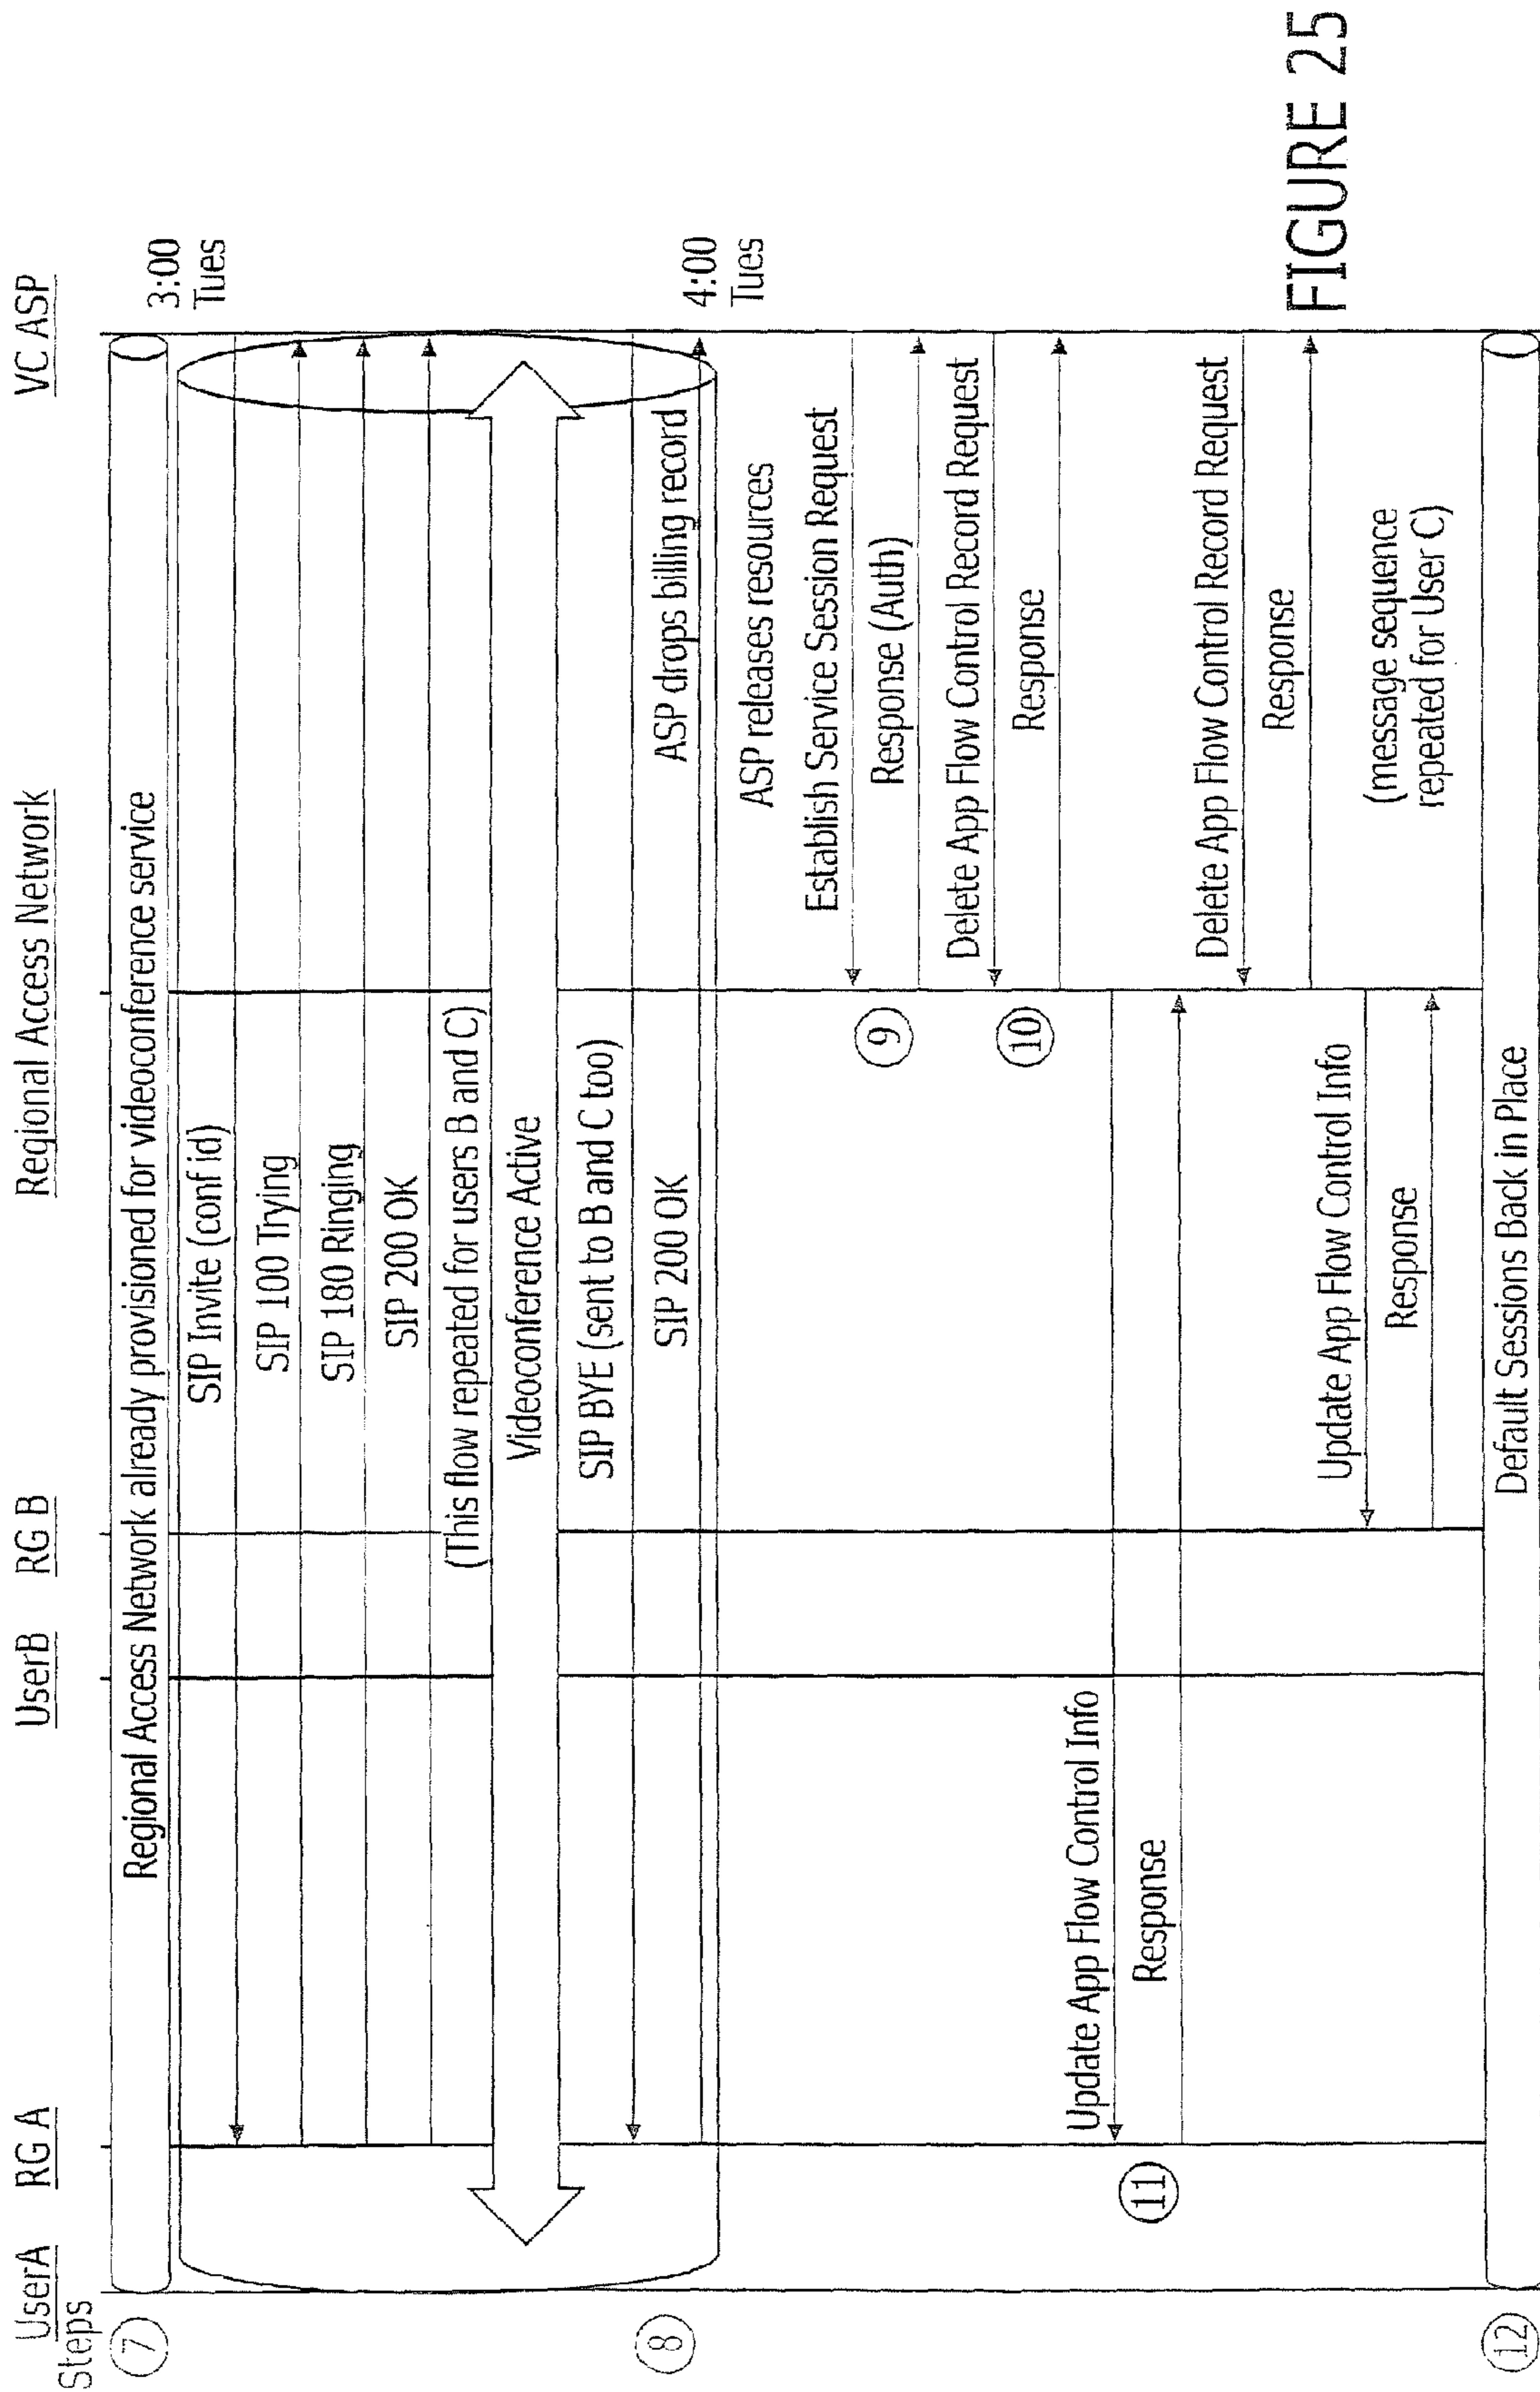 UserA
RG A
UserB
RG B
Regional Access Network
VC ASP
Steps
7
Regional Access Network already provisioned for videoconference service
3:00
Tues
SIP Invite (conf id)
SIP 100 Trying
SIP 180 Ringing
SIP 200 OK
(This flow repeated for users B and C)
Videoconference Active
8
SIP BYE (sent to B and C too)
ASP drops billing record
SIP 200 OK
4:00
Tues
ASP releases resources
Establish Service Session Request
9
Response (Auth)
Delete App Flow Control Record Request
10
Response
Update App Flow Control Info
11
Response
Delete App Flow Control Record Request
Response
Update App Flow Control Info
Response
(message sequence
repeated for User C)
12
Default Sessions Back in Place
FIGURE 25